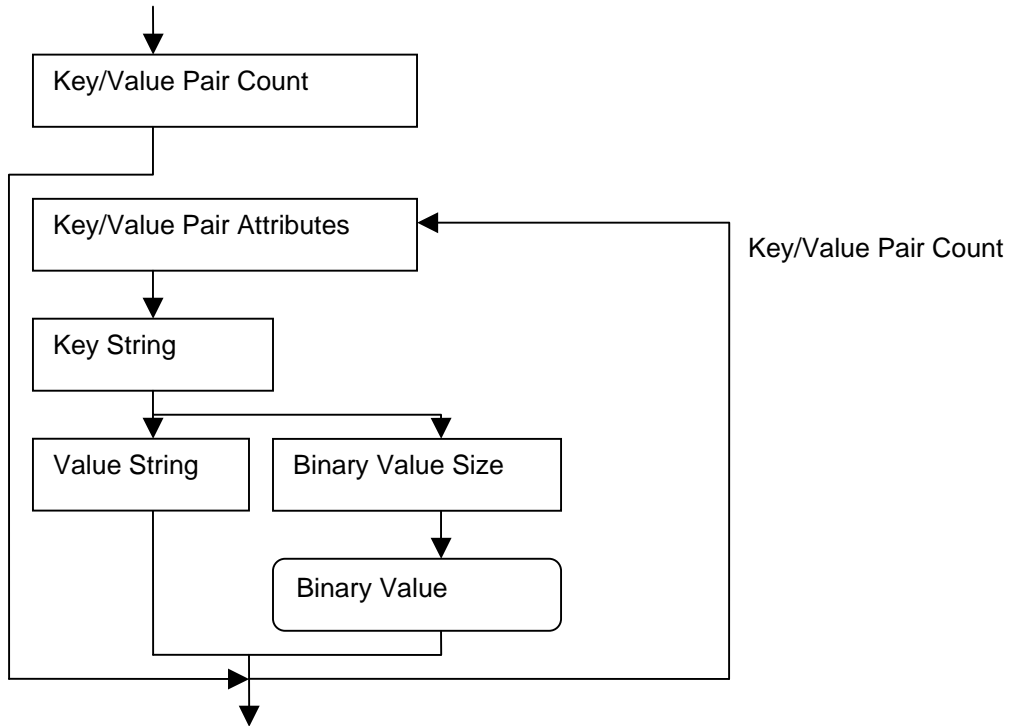 Key/Value Pair Count
Key/Value Pair Attributes
Key/Value Pair Count
Key String
Value String
Binary Value Size
Binary Value